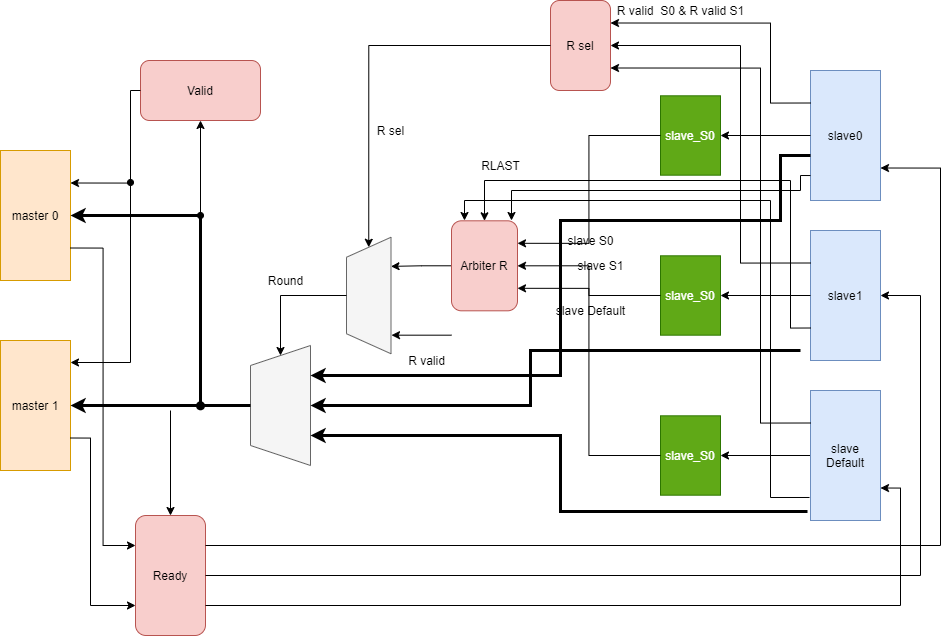 R valid  S0 & R valid S1
R sel
Valid
R sel
slave_S0
slave0
RLAST
master 0
slave S0
Arbiter R
slave S1
Round
slave_S0
slave1
slave Default
R valid
master 1
slave_S0
slave
Default
Ready